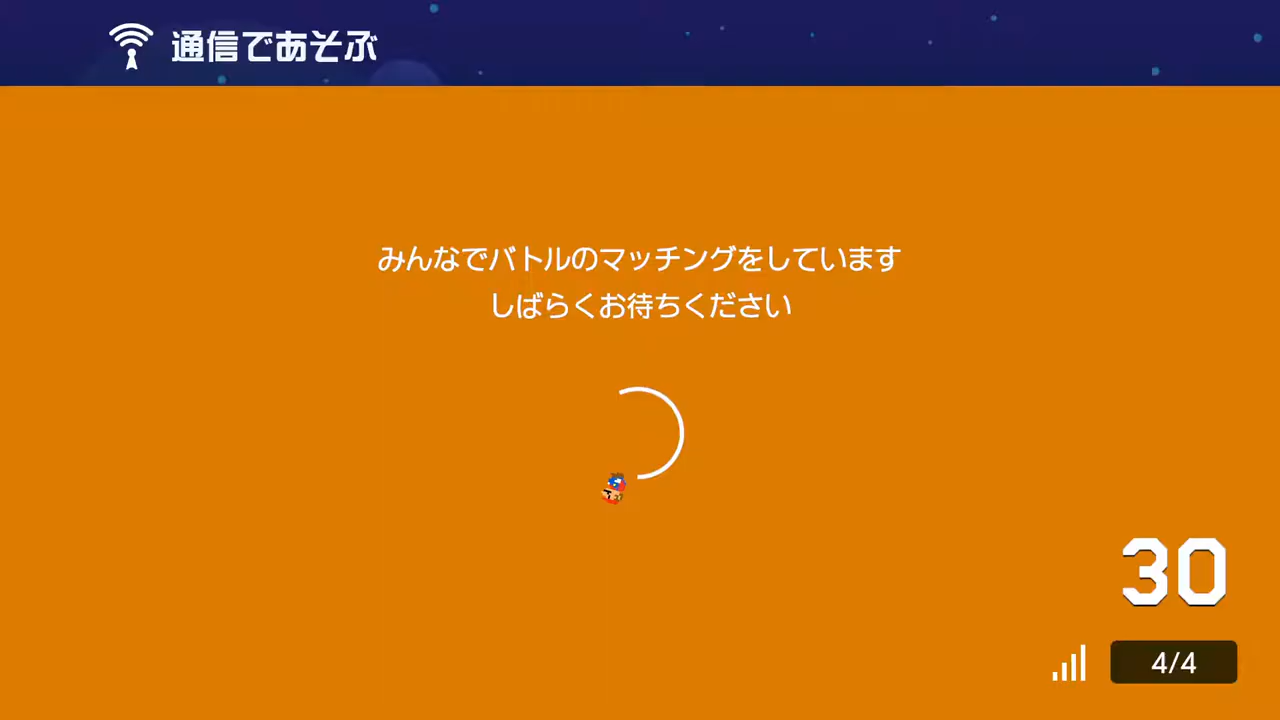 通信であそぶ
みんなでバトルのマッチングをしています
しばらくお待ちください
30
4/4